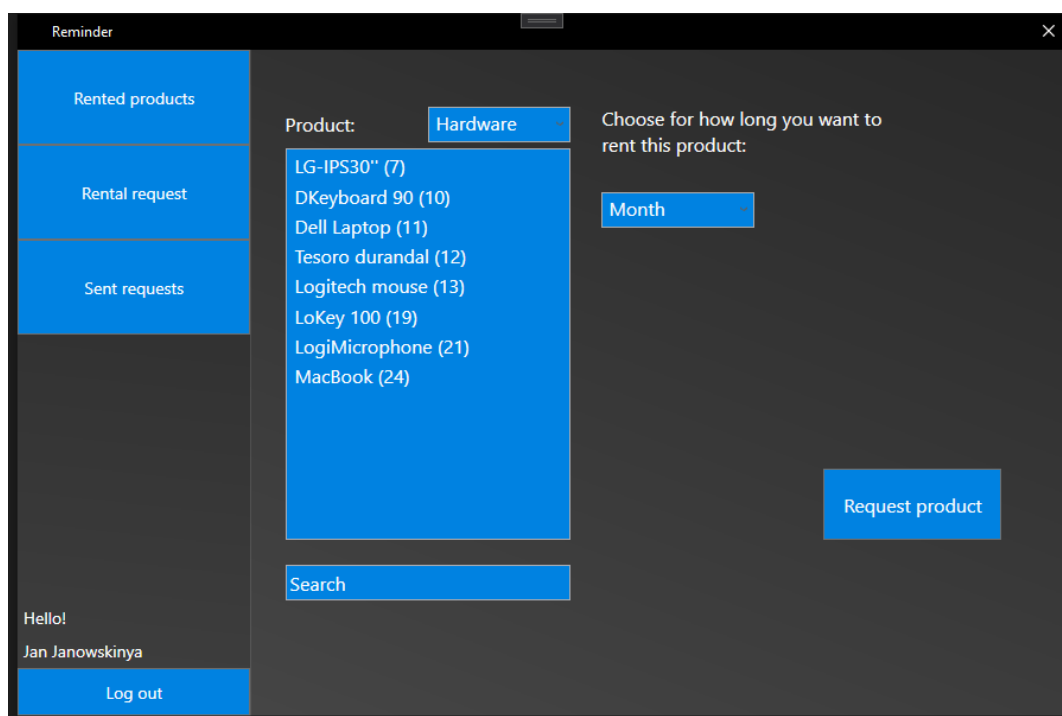 Reminder
Rented products
Rental request
Sent requests
Hello!
Jan Janowskinya
Log out
Product:
Hardware
LG-IPS30'' (7)
DKeyboard 90 (10)
Dell Laptop (11)
Tesoro durandal (12)
Logitech mouse (13)
LoKey 100 (19)
LogiMicrophone (21)
MacBook (24)
Search
Choose for how long you want to
rent this product:
Month
Request product